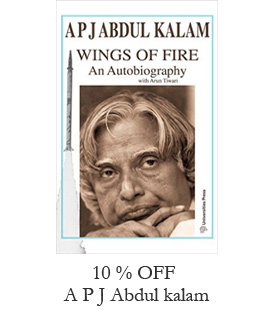 A P J ABDUL KALAM
WINGS OF FIRE
An Autobiography
with Arun Tiwari
Universities Press
10 % OFF
A P J Abdul kalam